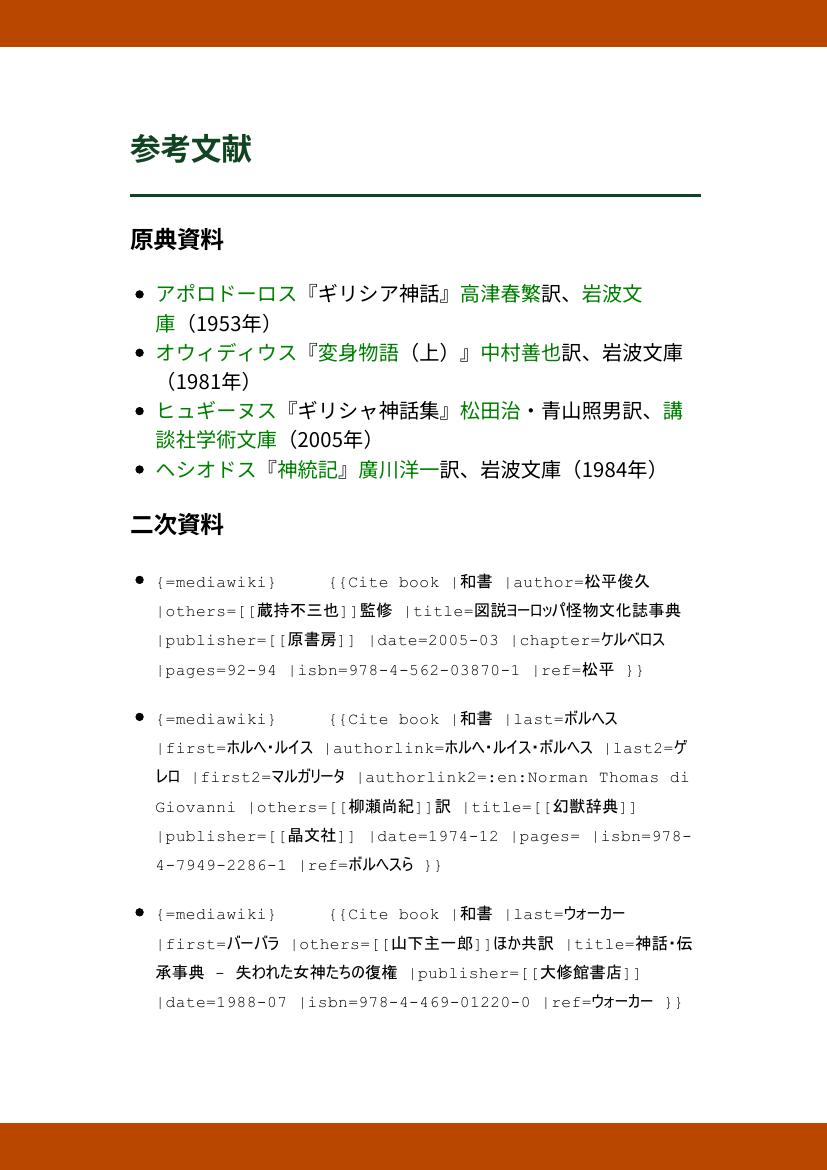 参考文献
原典資料
• アポロドーロス『ギリシア神話』高津春繁訳、岩波文
庫（1953年）
• オウィディウス『変身物語（上）』中村善也訳、岩波文庫
（1981年）
• ヒュギーヌス『ギリシャ神話集』松田治・青山照男訳、講
談社学術文庫（2005年）
• ヘシオドス『神統記』廣川洋一訳、岩波文庫（1984年）
二次資料
• {=mediawiki} {{Cite book |和書 |author=松平俊久
|others=[[蔵持不三也]]監修 |title=図説ヨーロッパ怪物文化誌事典
|publisher=[[原書房]] |date=2005-03 |chapter=ケルベロス
|pages=92-94 |isbn=978-4-562-03870-1 |ref=松平 }}
• {=mediawiki} {{Cite book |和書 |last=ボルヘス
|first=ホルヘ・ルイス |authorlink=ホルヘ・ルイス・ボルヘス |last2=ゲ
レロ |first2=マルガリータ |authorlink2=:en:Norman Thomas di
Giovanni |others=[[柳瀬尚紀]]訳 |title=[[幻獣辞典]]
|publisher=[[晶文社]] |date=1974-12 |pages= |isbn=978-
4-7949-2286-1 |ref=ボルヘスら }}
• {=mediawiki} {{Cite book |和書 |last=ウォーカー
|first=バーバラ |others=[[山下主一郎]]ほか共訳 |title=神話・伝
承事典 - 失われた女神たちの復権 |publisher=[[大修館書店]]
|date=1988-07 |isbn=978-4-469-01220-0 |ref=ウォーカー }}